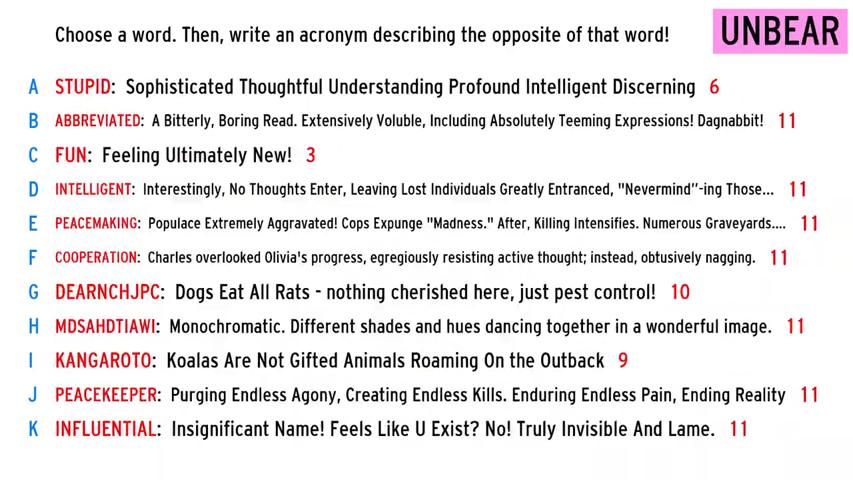 Choose a word. Then, write an acronym describing the opposite of that word!
UNBEAR
A STUPID: Sophisticated Thoughtful Understanding Profound Intelligent Discerning 6
B ABBREVIATED: A Bitterly, Boring Read. Extensively Voluble, Including Absolutely Teeming Expressions! Dagnabbit! 11
C FUN: Feeling Ultimately New! 3
D INTELLIGENT: Interestingly, No Thoughts Enter, Leaving Lost Individuals Greatly Entranced, "Nevermind"-ing Those... 11
E PEACEMAKING: Populace Extremely Aggravated! Cops Expunge "Madness." After, Killing Intensifies. Numerous Graveyards.... 11
F COOPERATION: Charles overlooked Olivia's progress, egregiously resisting active thought; instead, obtusively nagging. 11
G DEARNCHJPC: Dogs Eat All Rats - nothing cherished here, just pest control! 10
H MDSAHDTIAWI: Monochromatic. Different shades and hues dancing together in a wonderful image. 11
I KANGAROTO: Koalas Are Not Gifted Animals Roaming On the Outback 9
J PEACEKEEPER: Purging Endless Agony, Creating Endless Kills. Enduring Endless Pain, Ending Reality 11
K INFLUENTIAL: Insignificant Name! Feels Like U Exist? No! Truly Invisible And Lame. 11